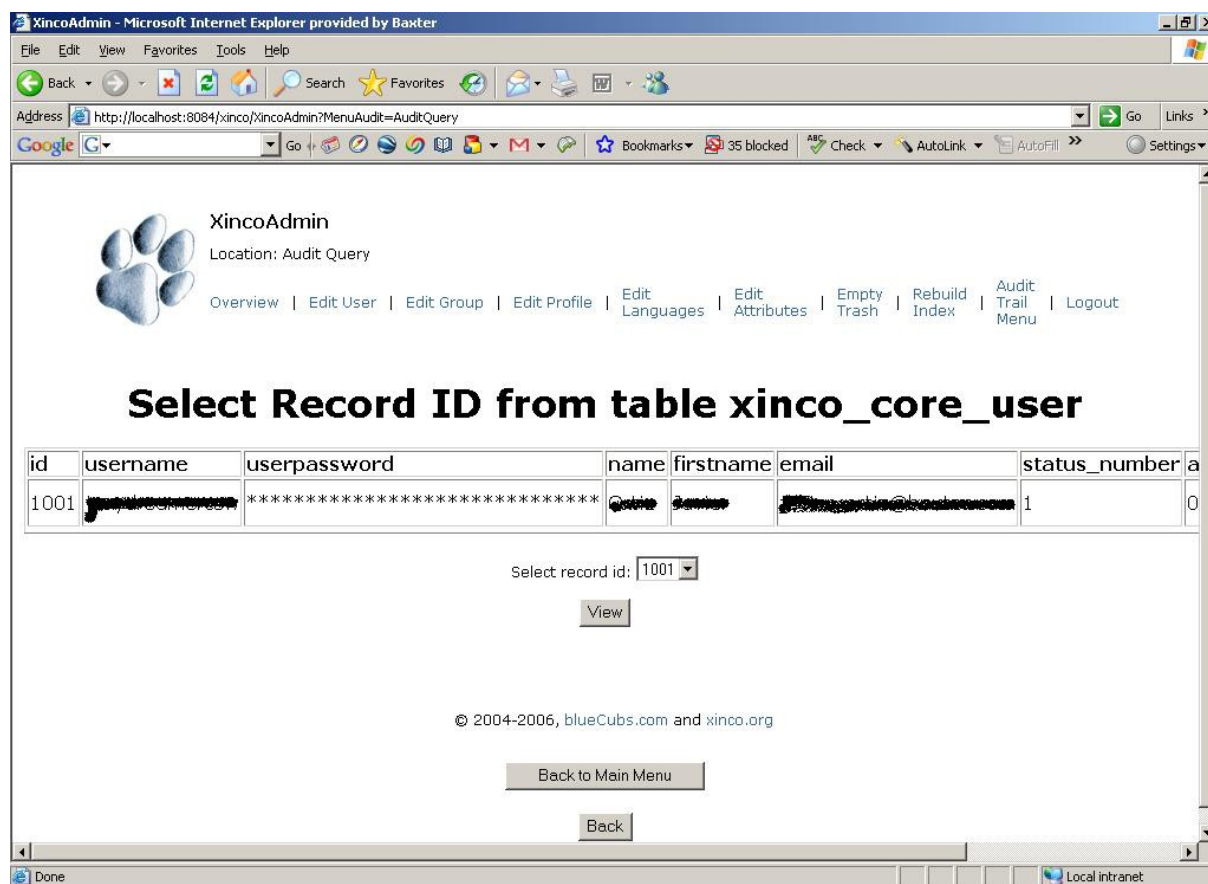 XincoAdmin - Microsoft Internet Explorer provided by Baxter
File Edit View Favorites Tools Help
Back Search Favorites
Address http://localhost:8084/xinco/XincoAdmin?MenuAudit=AuditQuery Go Links
Google G Go Bookmarks 35 blocked ABC Check AutoLink AutoFill Settings
XincoAdmin
Location: Audit Query
Overview | Edit User | Edit Group | Edit Profile | Edit Languages | Edit Attributes | Empty Trash | Rebuild Index | Audit Trail Menu | Logout
Select Record ID from table xinco_core_user
id username userpassword name firstname email status_number a
1001 ****************************** 1 0
Select record id: 1001
View
© 2004-2006, blueCubs.com and xinco.org
Back to Main Menu
Back
Done Local intranet